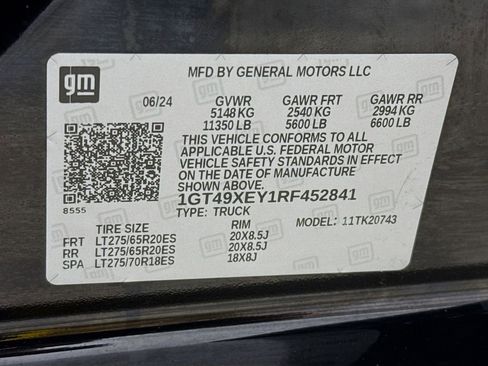 gm
MFD BY GENERAL MOTORS LLC
06/24 GVWR GAWR FRT GAWR RR
5148 KG 2540 KG 2994 KG
11350 LB 5600 LB 6600 LB
THIS VEHICLE CONFORMS TO ALL
APPLICABLE U.S. FEDERAL MOTOR
VEHICLE SAFETY STANDARDS IN EFFECT
ON THE DATE OF MANUFACTURE
SHOWN ABOVE.
1GT49XEY1RF452841
8555
TYPE: TRUCK MODEL: 11TK20743
TIRE SIZE RIM
FRT LT275/65R20ES 20X8.5J
RR LT275/65R20ES 20X8.5J
SPA LT275/70R18ES 18X8J